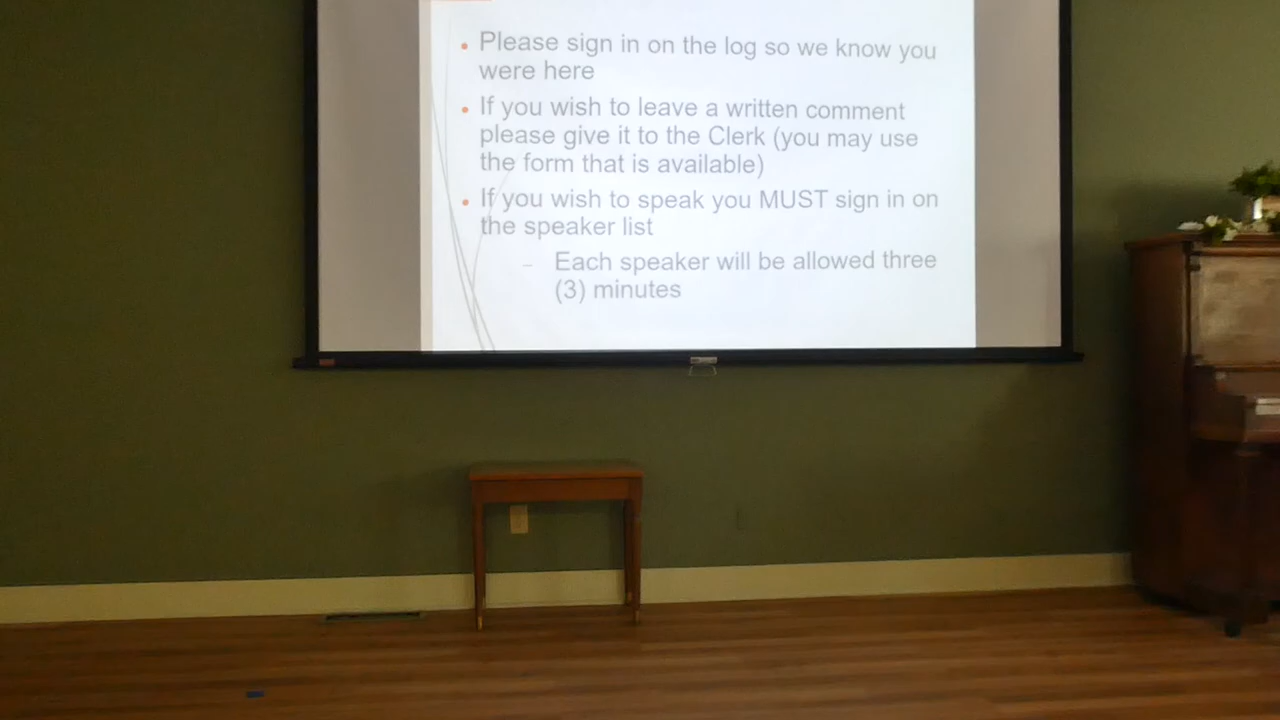 Please sign in on the log so we know you
were here
If you wish to leave a written comment
please give it to the Clerk (you may use
the form that is available)
If you wish to speak you MUST sign in on
the speaker list
Each speaker will be allowed three
(3) minutes